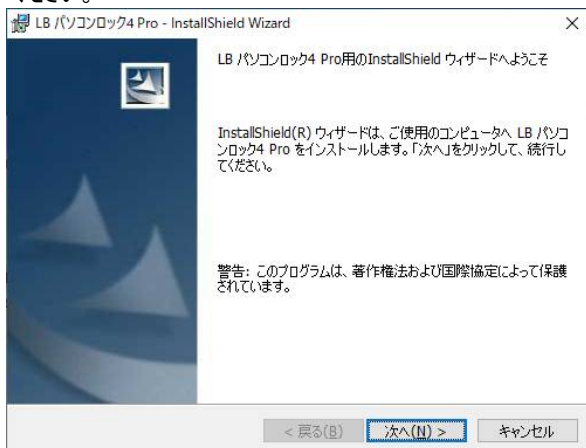 ください。
LB パソコンロック4 Pro - InstallShield Wizard
LB パソコンロック4 Pro用のInstallShield ウィザードへようこそ
InstallShield(R) ウィザードは、ご使用のコンピュータへ LB パソコ
ンロック4 Pro をインストールします。「次へ」をクリックして、続行し
てください。
警告: このプログラムは、著作権法および国際協定によって保護
されています。
< 戻る(B)
次へ(N) >
キャンセル